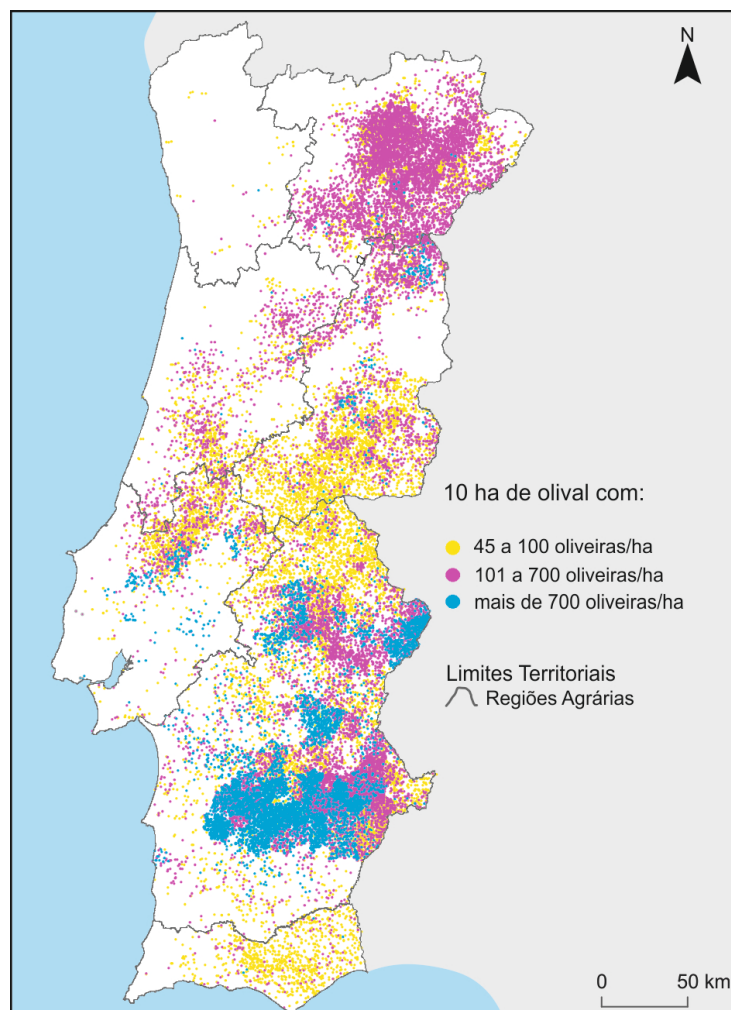 N
10 ha de olival com:
45 a 100 oliveiras/ha
101 a 700 oliveiras/ha
mais de 700 oliveiras/ha
Limites Territoriais
Regiões Agrárias
0 50 km